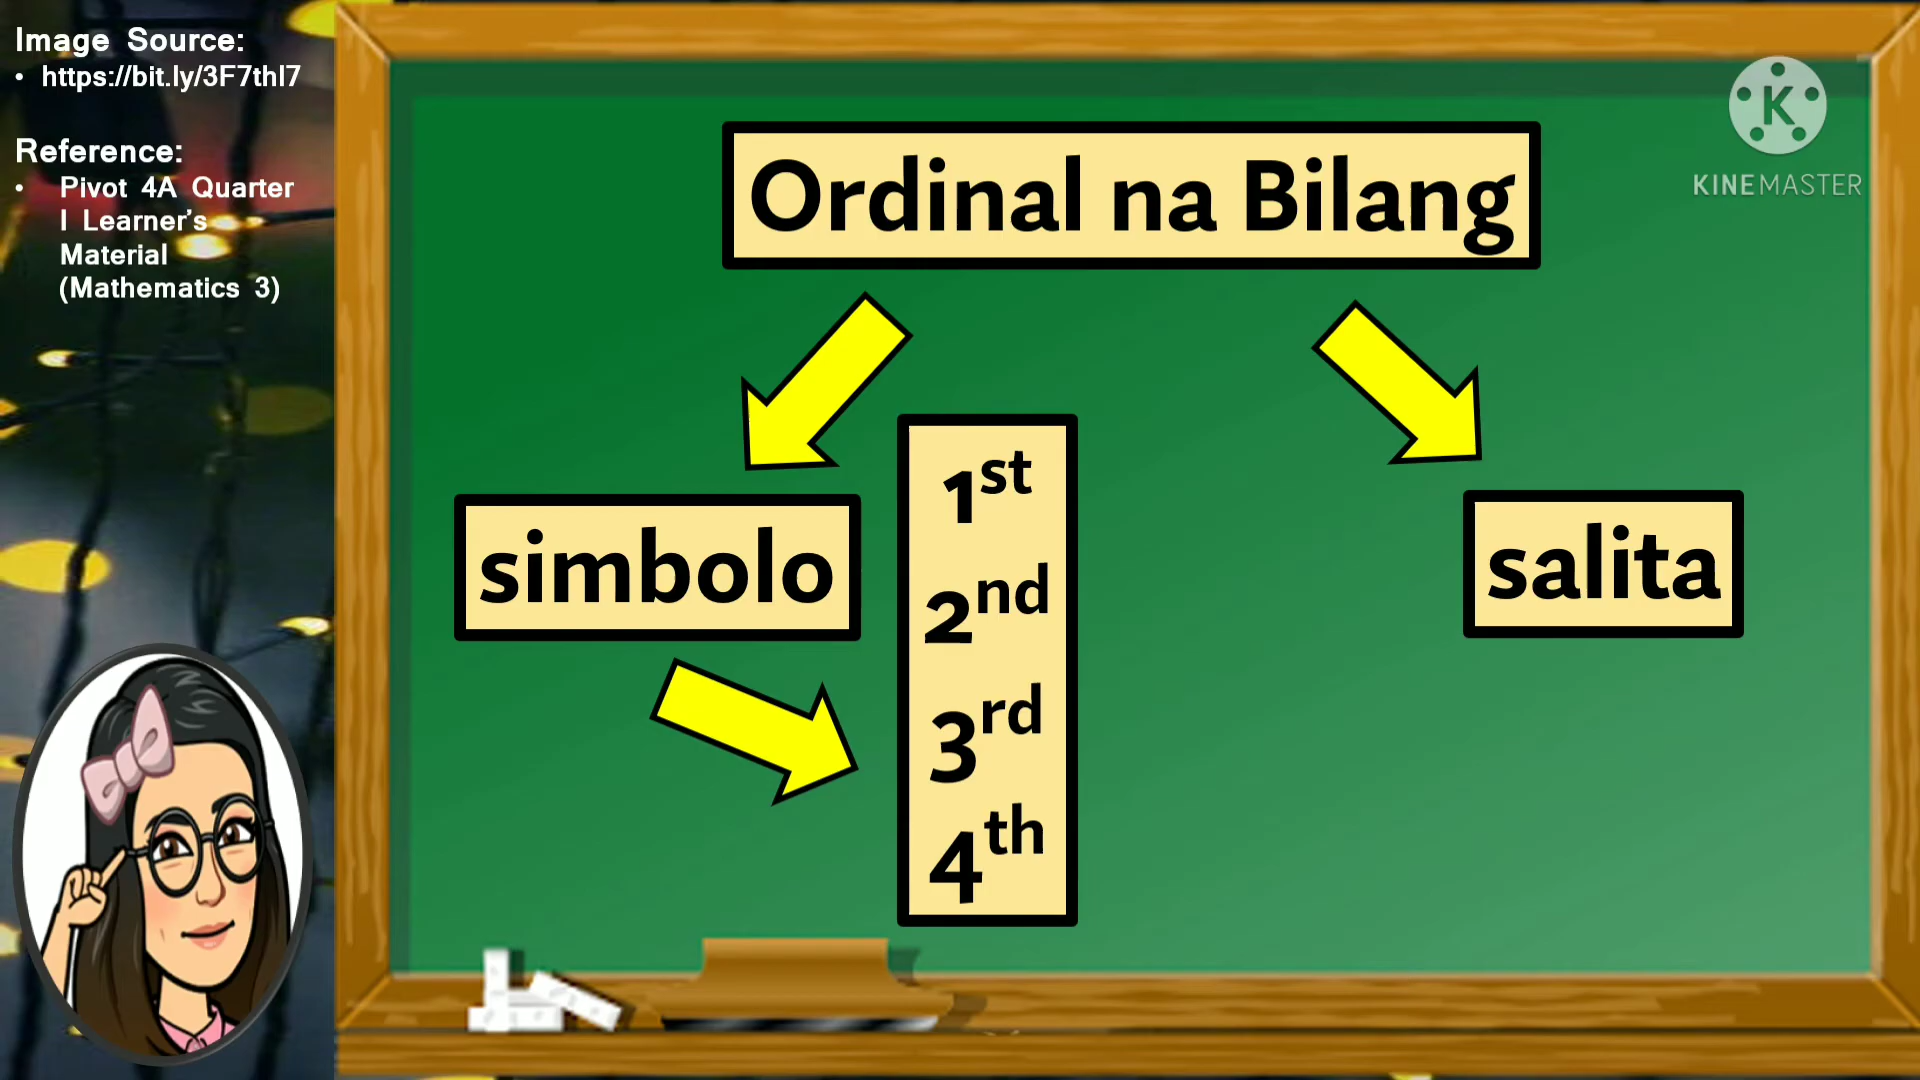 Image Source:
• https://bit.ly/3F7thI7
Reference:
• Pivot 4A Quarter
I Learner's
Material
(Mathematics 3)
KINEMASTER
Ordinal na Bilang
simbolo
1st
2nd
3rd
4th
salita